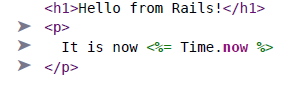 <h1>Hello from Rails!</h1>
<p>
It is now <%= Time.now %>
</p>